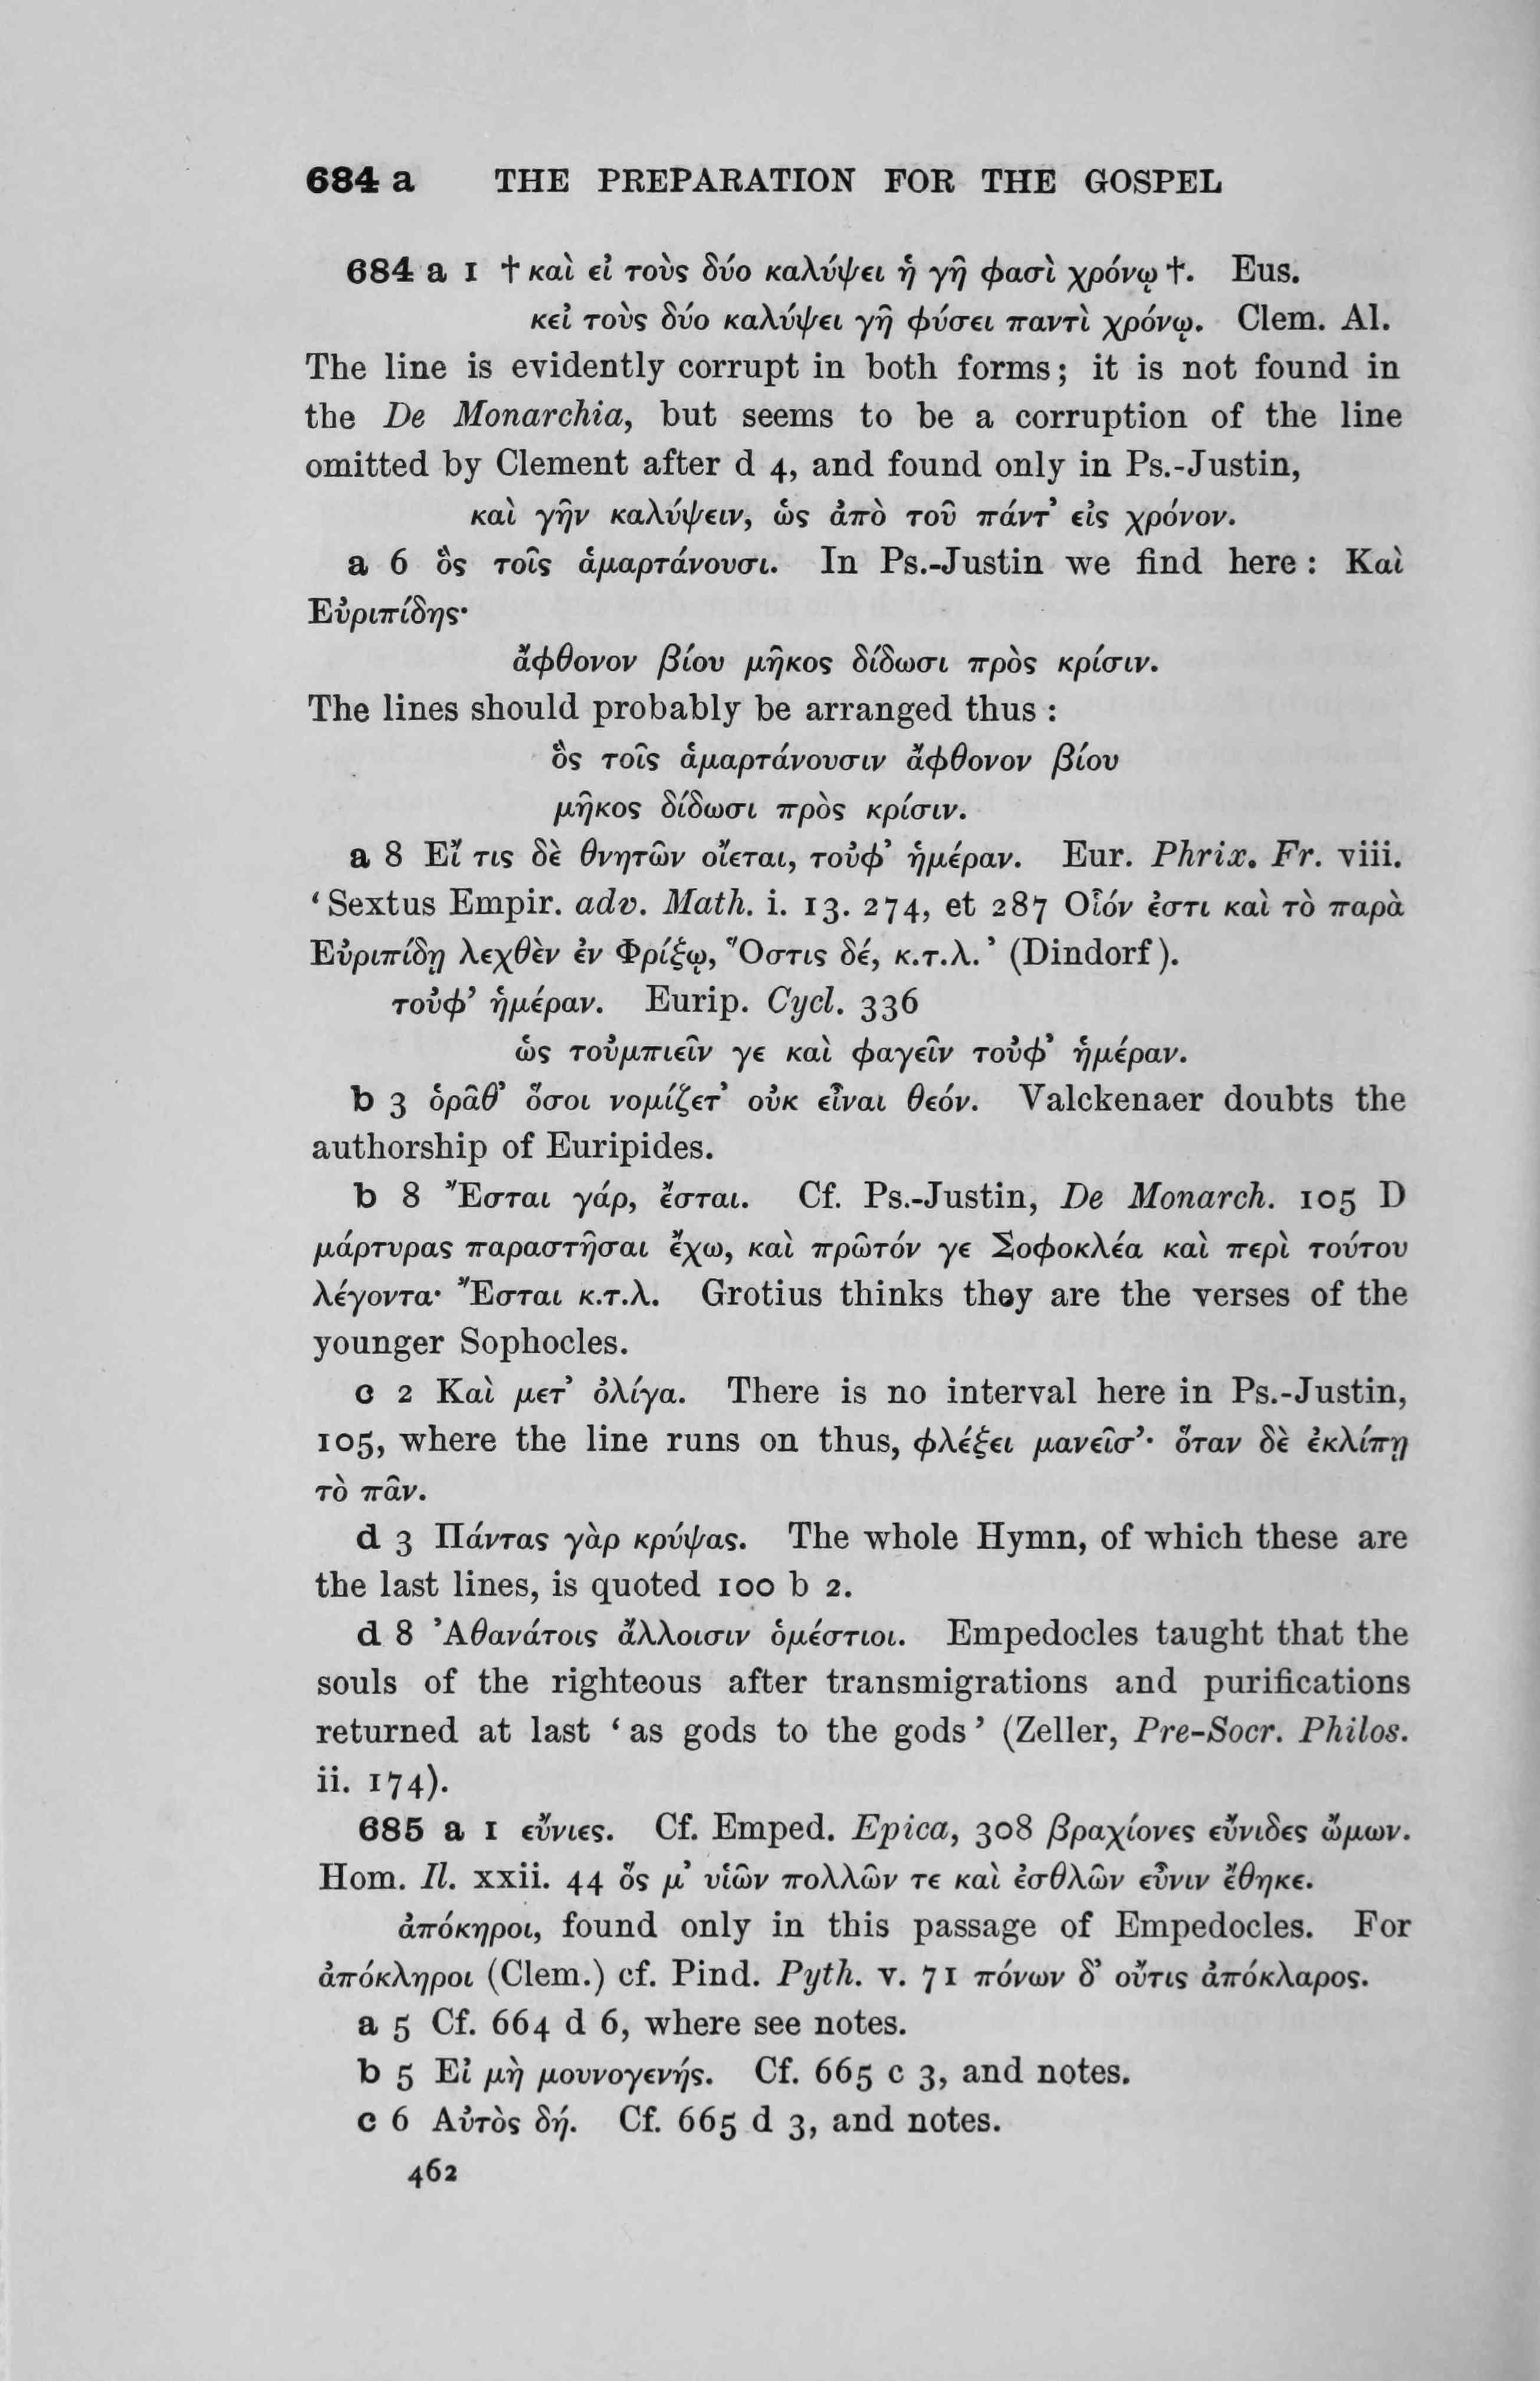 684 a THE PREPARATION FOR THE GOSPEL
684 a 1 † καὶ εἰ τοὺς δύο καλύψει ἡ γῆ φασὶ χρόνῳ †. Eus.
κεἰ τοὺς δύο καλύψει γῆ φύσει παντὶ χρόνῳ. Clem. Al.
The line is evidently corrupt in both forms; it is not found in
the De Monarchia, but seems to be a corruption of the line
omitted by Clement after d 4, and found only in Ps.-Justin,
καὶ γῆν καλύψειν, ὡς ἀπὸ τοῦ πάντ' εἰς χρόνον.
a 6 ὃς τοῖς ἁμαρτάνουσι. In Ps.-Justin we find here : Καὶ
Εὐριπίδης·
ἄφθονον βίου μῆκος δίδωσι πρὸς κρίσιν.
The lines should probably be arranged thus :
ὃς τοῖς ἁμαρτάνουσιν ἄφθονον βίου
μῆκος δίδωσι πρὸς κρίσιν.
a 8 Εἴ τις δὲ θνητῶν οἴεται, τοὐφ' ἡμέραν. Eur. Phrix. Fr. viii.
‘Sextus Empir. adv. Math. i. 13. 274, et 287 Οἷόν ἐστι καὶ τὸ παρὰ
Εὐριπίδῃ λεχθὲν ἐν Φρίξῳ, Ὅστις δέ, κ.τ.λ.’ (Dindorf).
τοὐφ' ἡμέραν. Eurip. Cycl. 336
ὡς τοὐμπιεῖν γε καὶ φαγεῖν τοὐφ' ἡμέραν.
b 3 ὁρᾶθ' ὅσοι νομίζετ' οὐκ εἶναι θεόν. Valckenaer doubts the
authorship of Euripides.
b 8 Ἔσται γάρ, ἔσται. Cf. Ps.-Justin, De Monarch. 105 D
μάρτυρας παραστῆσαι ἔχω, καὶ πρῶτόν γε Σοφοκλέα καὶ περὶ τούτου
λέγοντα· Ἔσται κ.τ.λ. Grotius thinks they are the verses of the
younger Sophocles.
c 2 Καὶ μετ' ὀλίγα. There is no interval here in Ps.-Justin,
105, where the line runs on thus, φλέξει μανεῖσ'· ὅταν δὲ ἐκλίπῃ
τὸ πᾶν.
d 3 Πάντας γὰρ κρύψας. The whole Hymn, of which these are
the last lines, is quoted 100 b 2.
d 8 Ἀθανάτοις ἄλλοισιν ὁμέστιοι. Empedocles taught that the
souls of the righteous after transmigrations and purifications
returned at last ‘as gods to the gods’ (Zeller, Pre-Socr. Philos.
ii. 174).
685 a 1 εὔνιες. Cf. Emped. Epica, 308 βραχίονες εὔνιδες ὤμων.
Hom. Il. xxii. 44 ὅς μ' υἱῶν πολλῶν τε καὶ ἐσθλῶν εὖνιν ἔθηκε.
ἀπόκηροι, found only in this passage of Empedocles. For
ἀπόκληροι (Clem.) cf. Pind. Pyth. v. 71 πόνων δ' οὔτις ἀπόκλαρος.
a 5 Cf. 664 d 6, where see notes.
b 5 Εἰ μὴ μουνογενής. Cf. 665 c 3, and notes.
c 6 Αὐτὸς δή. Cf. 665 d 3, and notes.
462